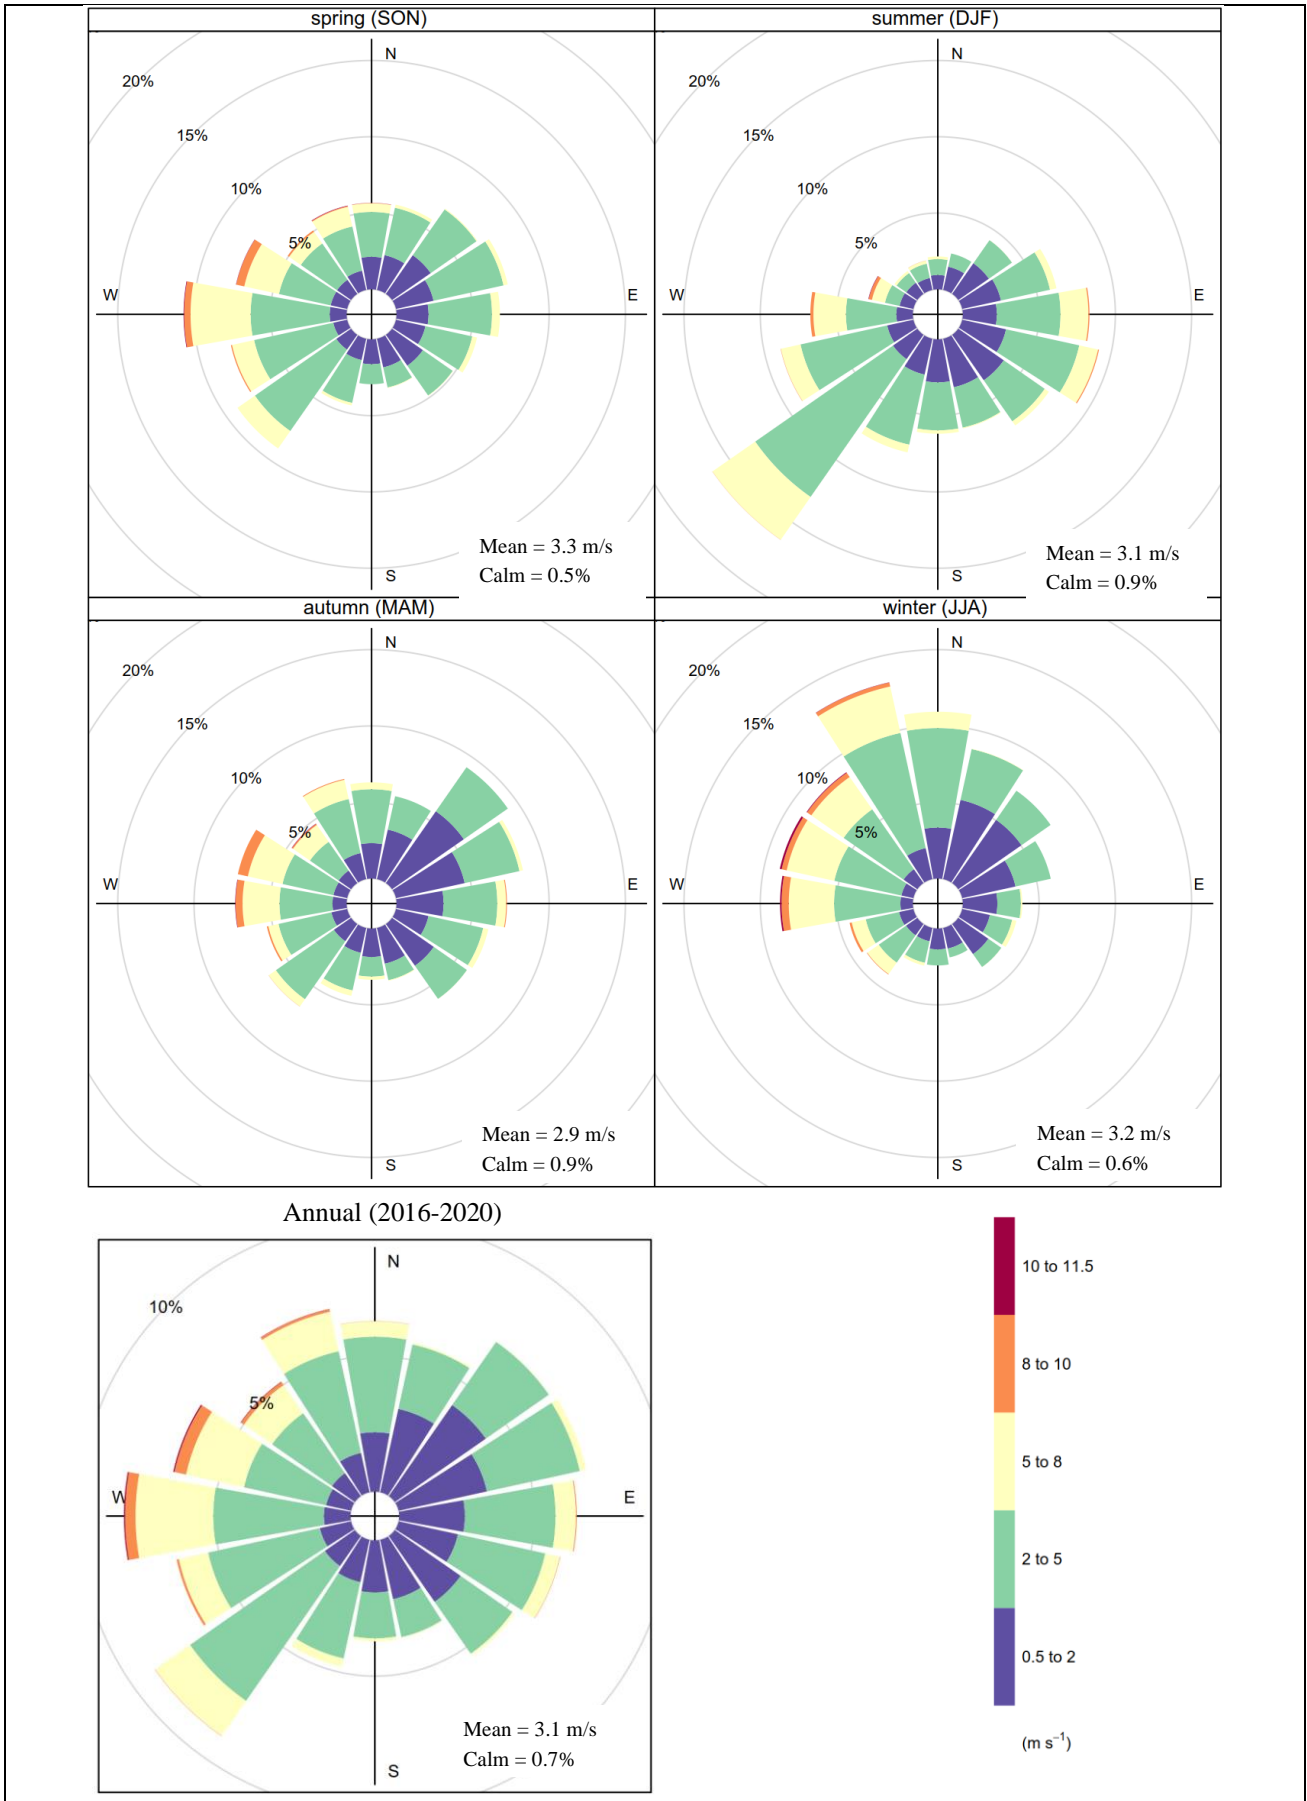 spring (SON)
N
20%
15%
10%
5%
W
E
S
Mean = 3.3 m/s
Calm = 0.5%
summer (DJF)
N
20%
15%
10%
5%
W
E
S
Mean = 3.1 m/s
Calm = 0.9%
autumn (MAM)
N
20%
15%
10%
5%
W
E
S
Mean = 2.9 m/s
Calm = 0.9%
winter (JJA)
N
20%
15%
10%
5%
W
E
S
Mean = 3.2 m/s
Calm = 0.6%
Annual (2016-2020)
N
10%
5%
W
E
S
Mean = 3.1 m/s
Calm = 0.7%
10 to 11.5
8 to 10
5 to 8
2 to 5
0.5 to 2
(m s⁻¹)